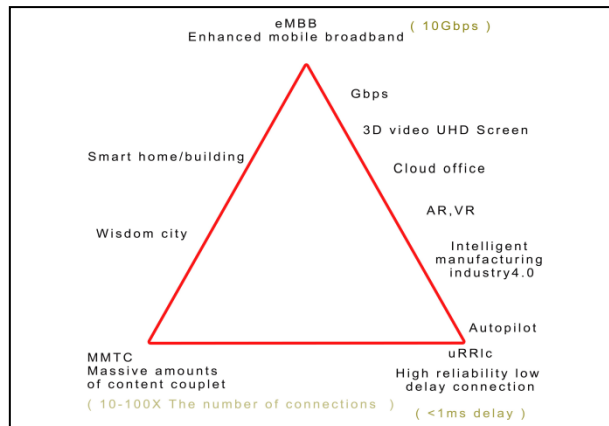 eMBB
Enhanced mobile broadband
( 10Gbps )
Gbps
3D video UHD Screen
Smart home/building
Cloud office
AR,VR
Wisdom city
Intelligent
manufacturing
industry4.0
Autopilot
MMTC
Massive amounts
of content couplet
( 10-100X The number of connections )
uRRlc
High reliability low
delay connection
( <1ms delay )